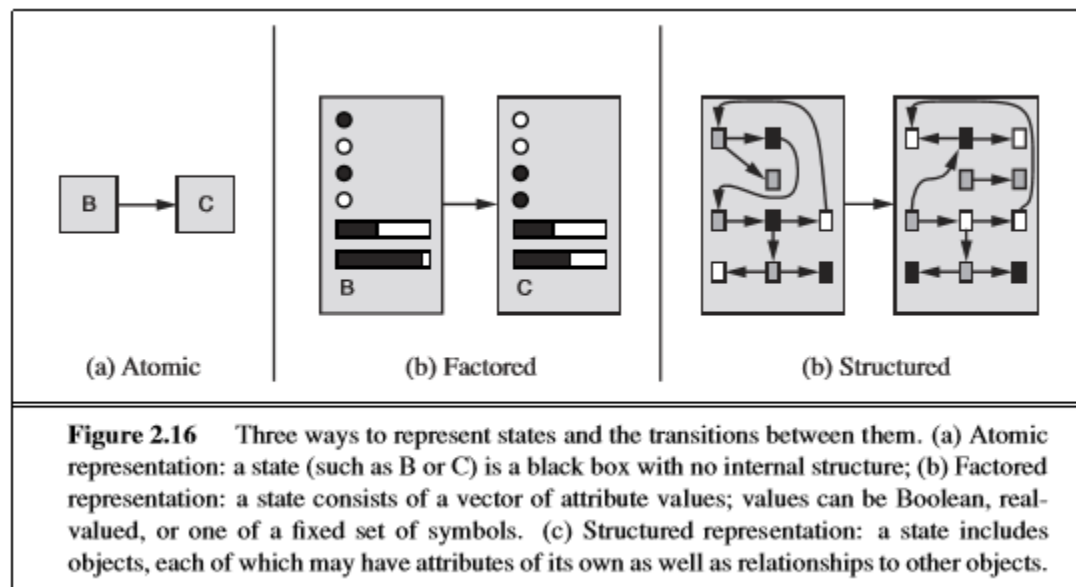 B
C
B
C
(a) Atomic
(b) Factored
(b) Structured
Figure 2.16 Three ways to represent states and the transitions between them. (a) Atomic
representation: a state (such as B or C) is a black box with no internal structure; (b) Factored
representation: a state consists of a vector of attribute values; values can be Boolean, real-
valued, or one of a fixed set of symbols. (c) Structured representation: a state includes
objects, each of which may have attributes of its own as well as relationships to other objects.